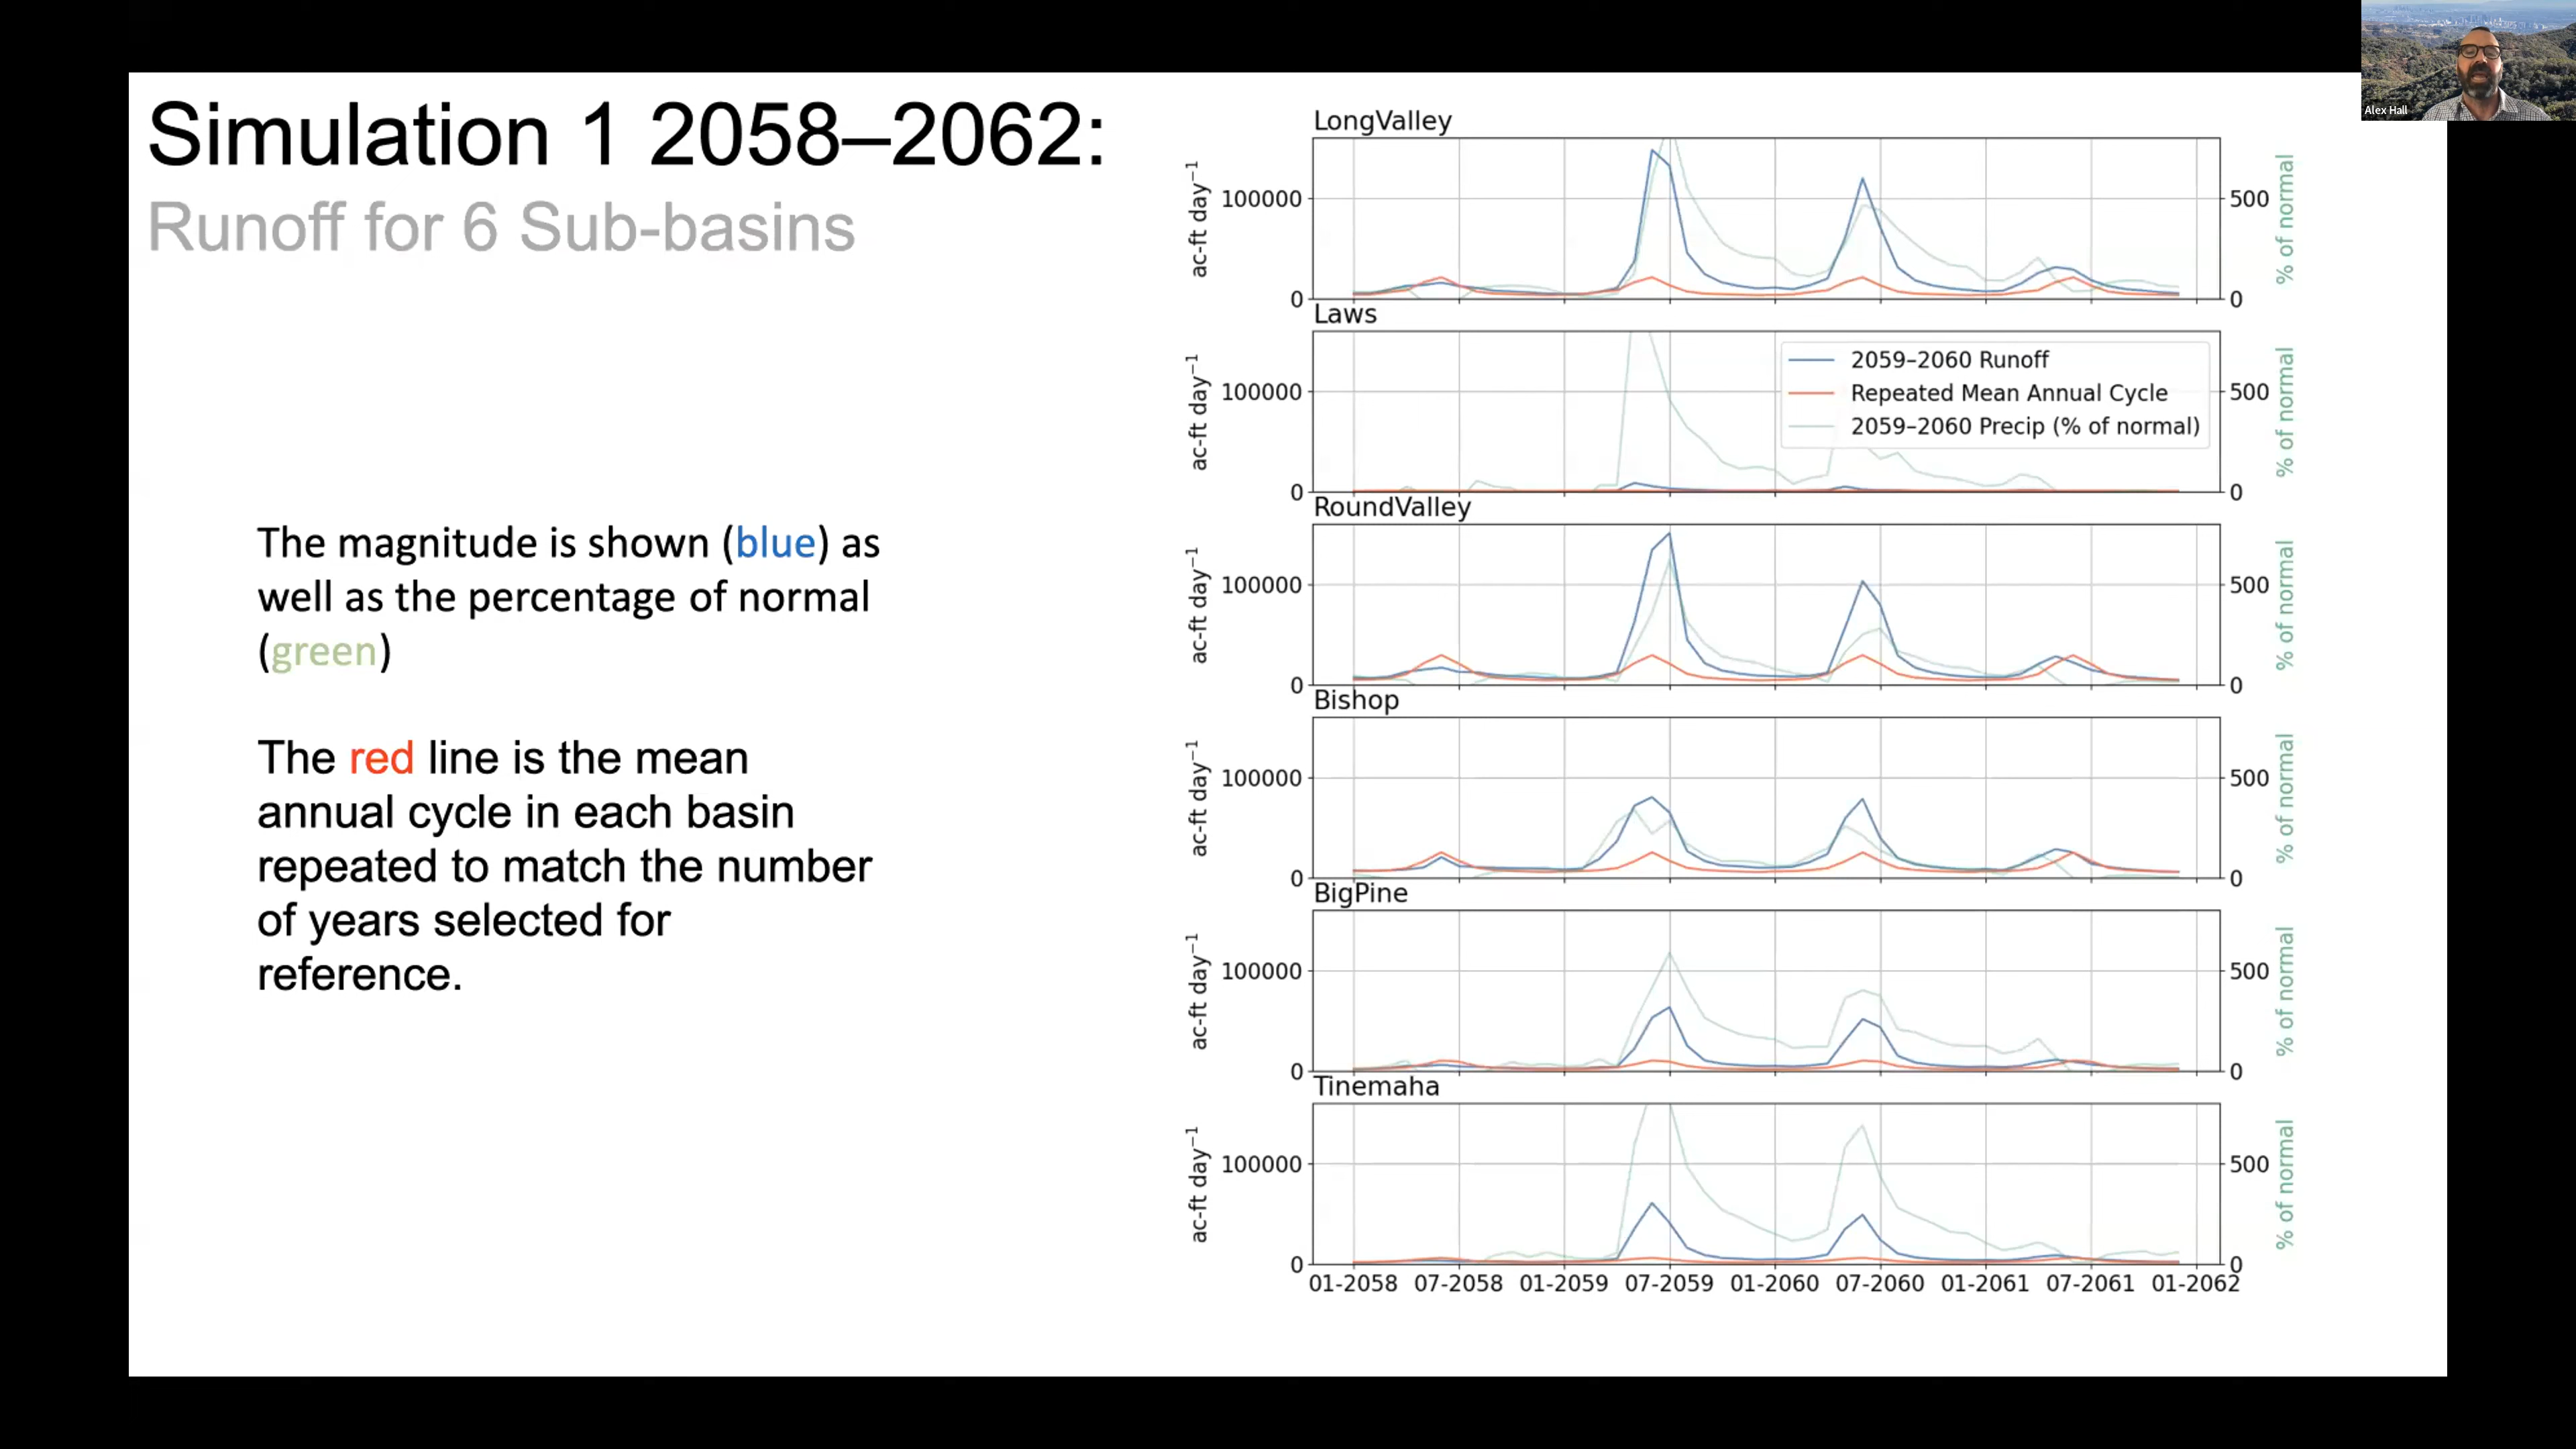 Simulation 1 2058–2062:
Runoff for 6 Sub-basins
The magnitude is shown (blue) as
well as the percentage of normal
(green)
The red line is the mean
annual cycle in each basin
repeated to match the number
of years selected for
reference.
Alex Hall
LongValley
ac-ft day⁻¹
100000
0
500
0
% of normal
Laws
ac-ft day⁻¹
100000
0
2059–2060 Runoff
Repeated Mean Annual Cycle
2059–2060 Precip (% of normal)
500
0
% of normal
RoundValley
ac-ft day⁻¹
100000
0
500
0
% of normal
Bishop
ac-ft day⁻¹
100000
0
500
0
% of normal
BigPine
ac-ft day⁻¹
100000
0
500
0
% of normal
Tinemaha
ac-ft day⁻¹
100000
0
500
0
% of normal
01-2058 07-2058 01-2059 07-2059 01-2060 07-2060 01-2061 07-2061 01-2062